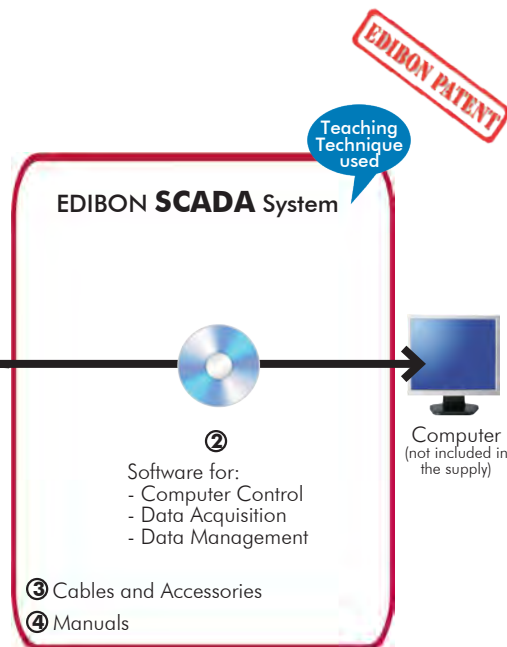 EDIBON PATENT
Teaching
Technique
used
EDIBON SCADA System
②
Software for:
- Computer Control
- Data Acquisition
- Data Management
Computer
(not included in
the supply)
③ Cables and Accessories
④ Manuals